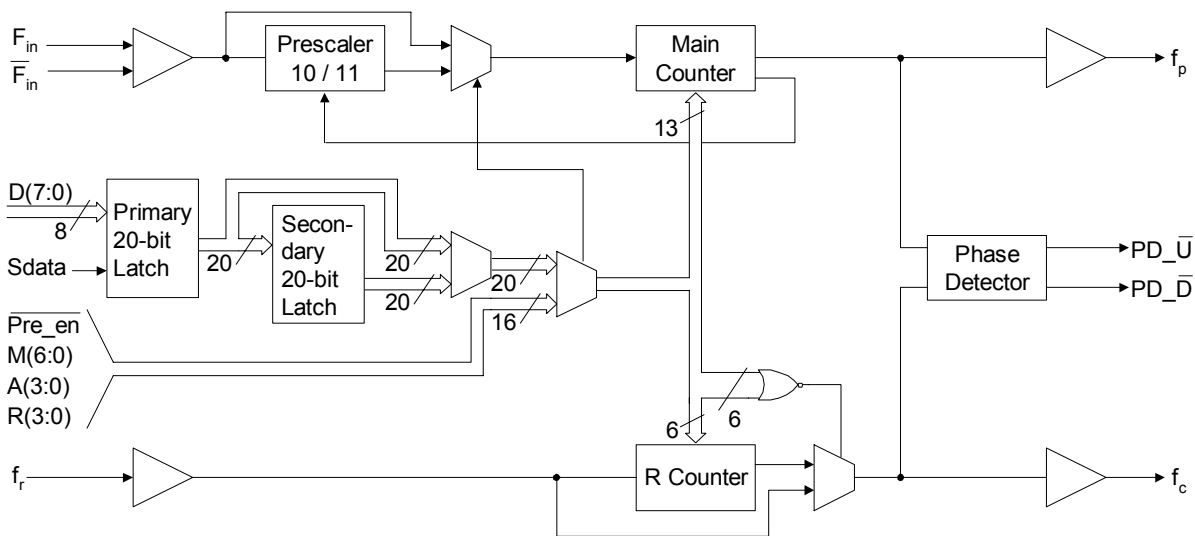 F_in
F̅_in
Prescaler
10 / 11
Main
Counter
f_p
13
D(7:0)
8
Sdata
Primary
20-bit
Latch
20
Secon-
dary
20-bit
Latch
20
20
20
16
Phase
Detector
PD_U̅
PD_D̅
P̅r̅e̅_̅e̅n̅
M(6:0)
A(3:0)
R(3:0)
6
6
f_r
R Counter
f_c